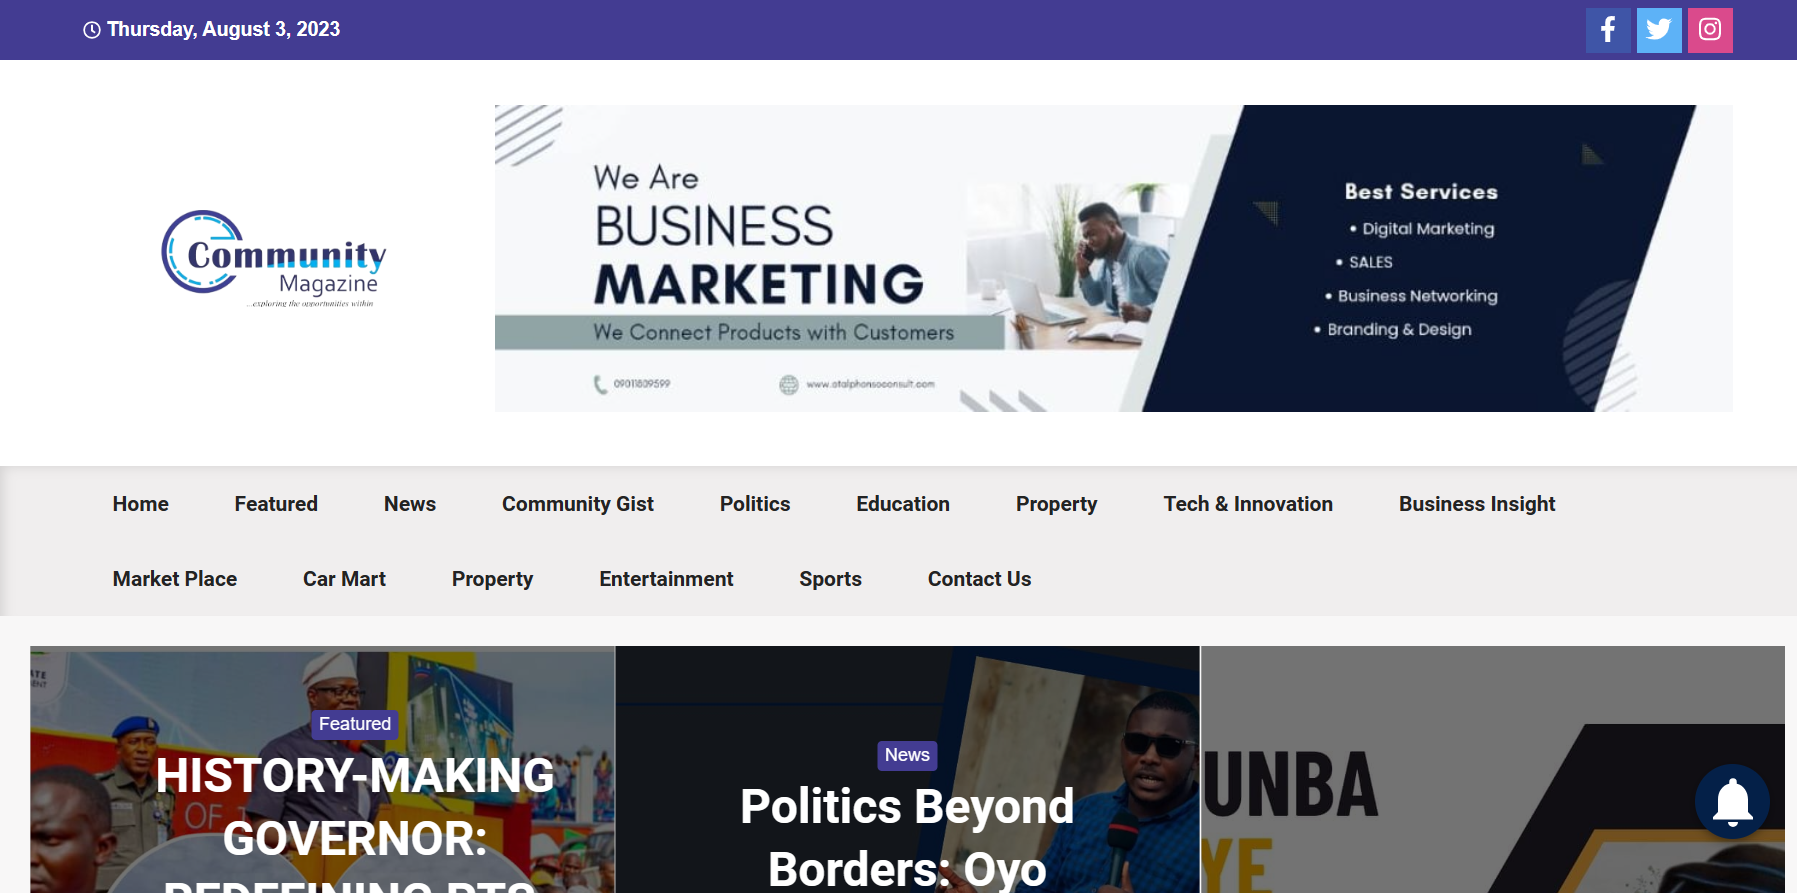 Thursday, August 3, 2023
Community
Magazine
...exploring the opportunities within
We Are
BUSINESS
MARKETING
We Connect Products with Customers
09011809599
www.atalphonsoconsult.com
Best Services
• Digital Marketing
• SALES
• Business Networking
• Branding & Design
Home Featured News Community Gist Politics Education Property Tech & Innovation Business Insight
Market Place Car Mart Property Entertainment Sports Contact Us
Featured
HISTORY-MAKING
GOVERNOR:
REDEFINING PTS
OF
News
Politics Beyond
Borders: Oyo
UNBA
YE